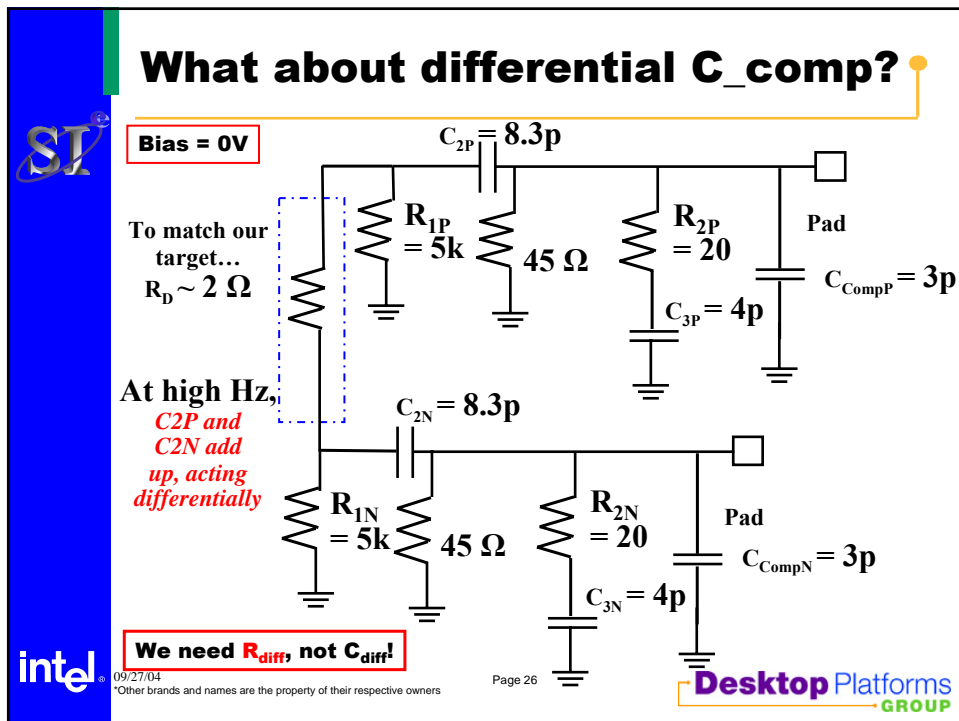 What about differential C_comp?
SI
e
Bias = 0V
C2P = 8.3p
To match our
target…
RD ~ 2 Ω
R1P
= 5k
45 Ω
R2P
= 20
Pad
CCompP = 3p
C3P = 4p
At high Hz,
C2P and
C2N add
up, acting
differentially
C2N = 8.3p
R1N
= 5k
45 Ω
R2N
= 20
Pad
CCompN = 3p
C3N = 4p
We need Rdiff, not Cdiff!
intel®
09/27/04
*Other brands and names are the property of their respective owners
Page 26
Desktop Platforms
GROUP